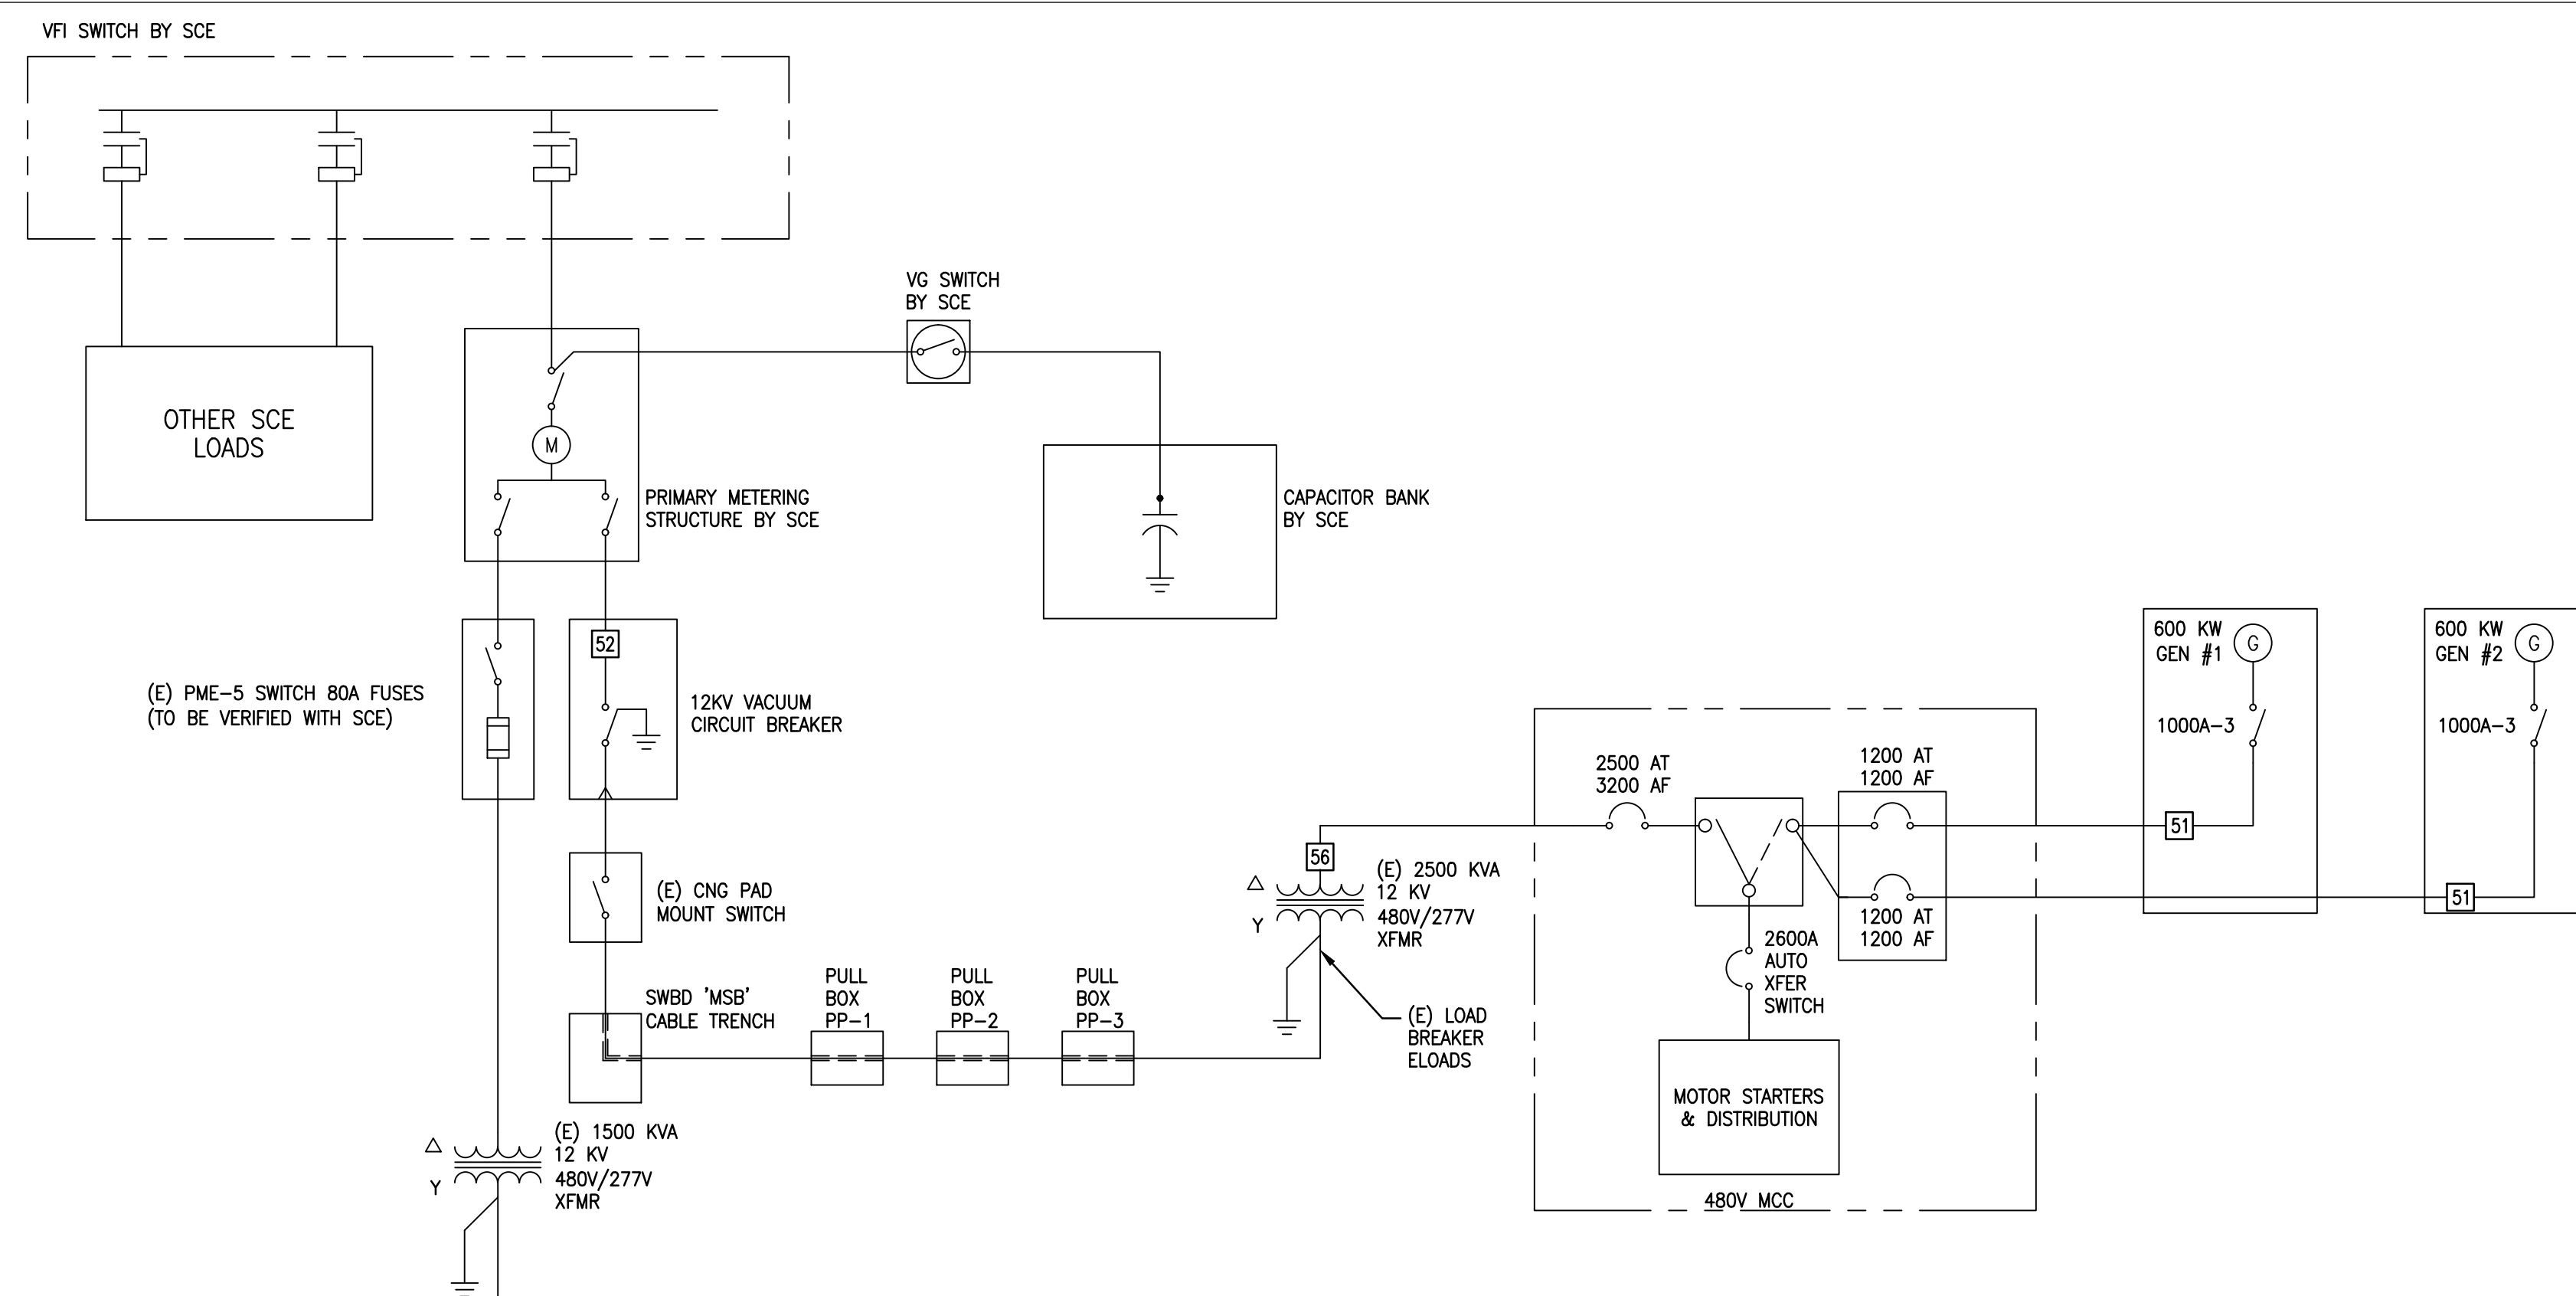 VFI SWITCH BY SCE
VG SWITCH
BY SCE
OTHER SCE
LOADS
M
PRIMARY METERING
STRUCTURE BY SCE
CAPACITOR BANK
BY SCE
52
(E) PME-5 SWITCH 80A FUSES
(TO BE VERIFIED WITH SCE)
12KV VACUUM
CIRCUIT BREAKER
600 KW
GEN #1
G
1000A-3
51
600 KW
GEN #2
G
1000A-3
51
2500 AT
3200 AF
1200 AT
1200 AF
1200 AT
1200 AF
56
(E) 2500 KVA
12 KV
480V/277V
XFMR
Y
(E) CNG PAD
MOUNT SWITCH
2600A
AUTO
XFER
SWITCH
SWBD 'MSB'
CABLE TRENCH
PULL
BOX
PP-1
PULL
BOX
PP-2
PULL
BOX
PP-3
(E) LOAD
BREAKER
ELOADS
MOTOR STARTERS
& DISTRIBUTION
480V MCC
(E) 1500 KVA
12 KV
480V/277V
XFMR
Y